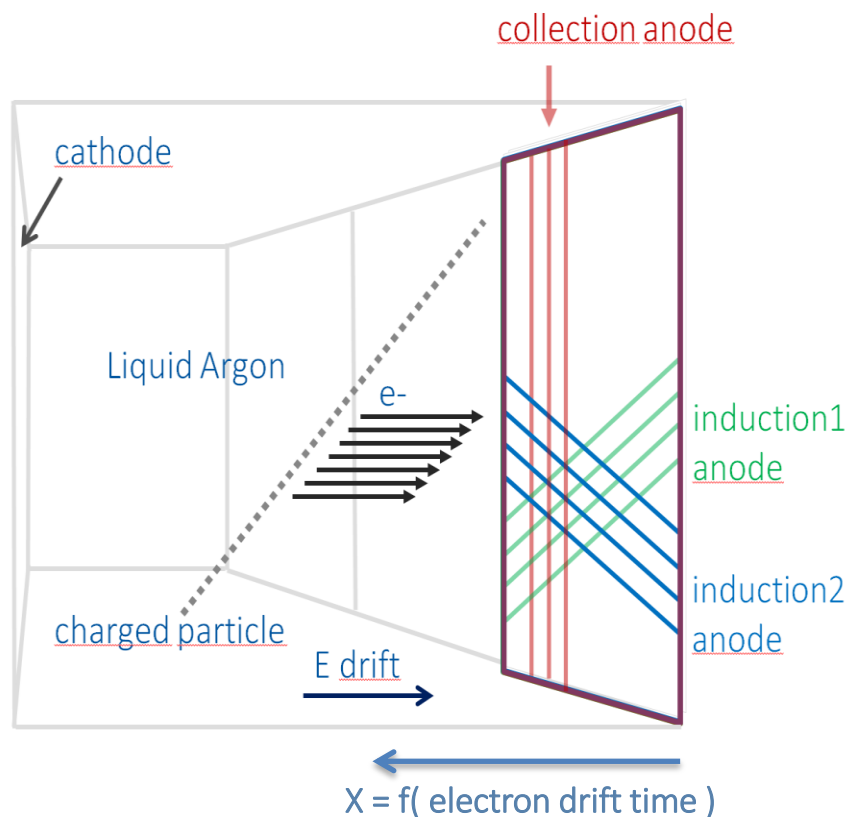 collection anode
cathode
Liquid Argon
e-
induction1
anode
induction2
anode
charged particle
E drift
X = f( electron drift time )